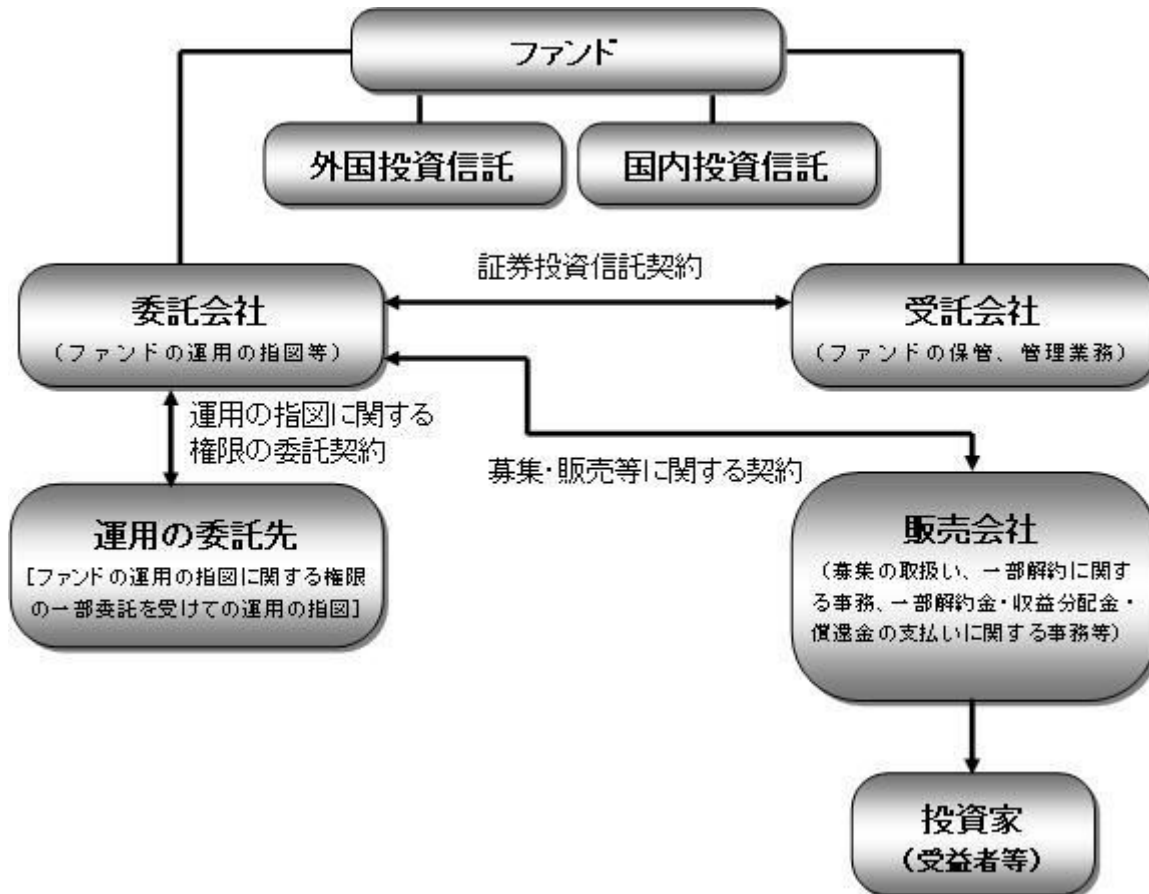 ファンド
外国投資信託
国内投資信託
証券投資信託契約
委託会社
(ファンドの運用の指図等)
受託会社
(ファンドの保管、管理業務)
運用の指図に関する
権限の委託契約
募集・販売等に関する契約
運用の委託先
[ファンドの運用の指図に関する権限
の一部委託を受けての運用の指図]
販売会社
(募集の取扱い、一部解約に関す
る事務、一部解約金・収益分配金・
償還金の支払いに関する事務等)
投資家
(受益者等)